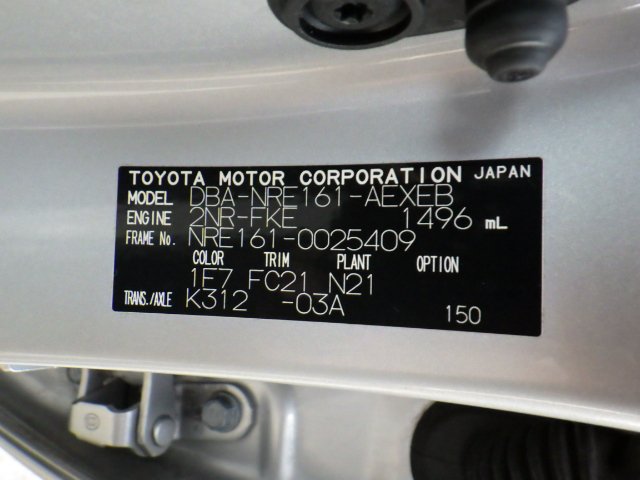 TOYOTA MOTOR CORPORATION JAPAN
MODEL DBA-NRE161-AEXEB
ENGINE 2NR-FKE 1496 mL
FRAME No. NRE161-0025409
COLOR TRIM PLANT OPTION
1F7 FC21 N21
TRANS./AXLE K312 -03A
150